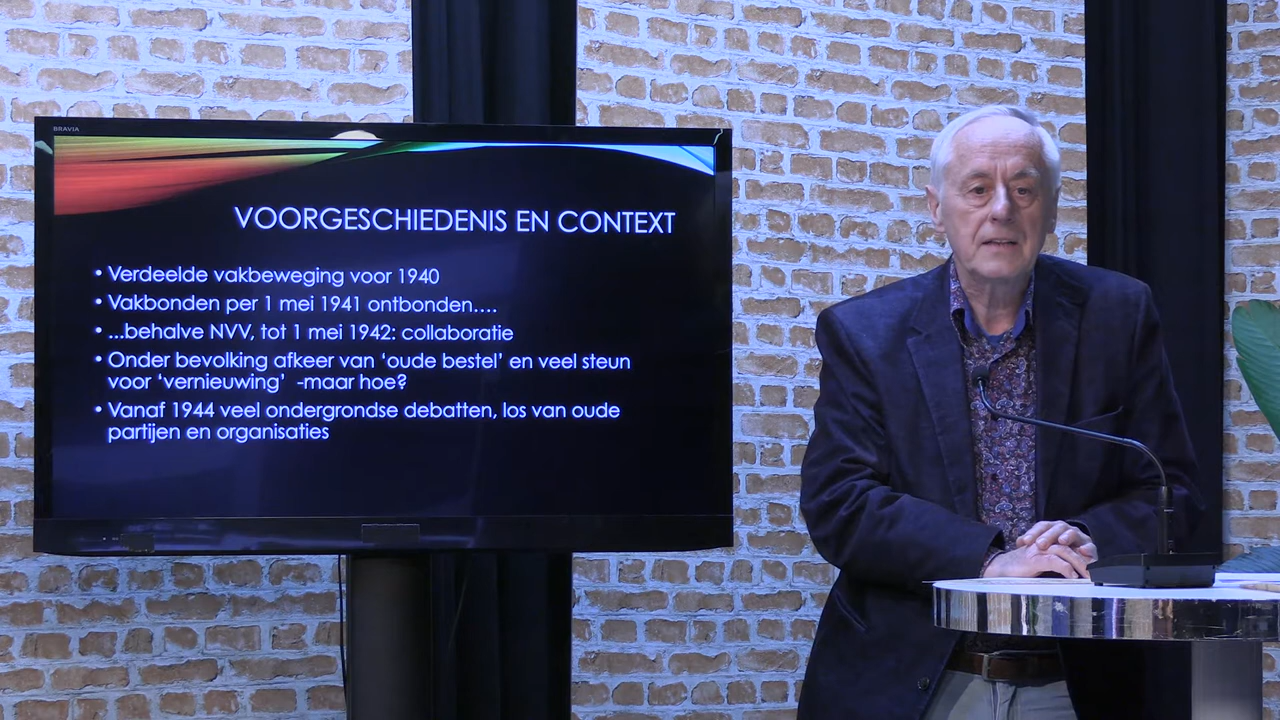 BRAVIA
VOORGESCHIEDENIS EN CONTEXT
• Verdeelde vakbeweging voor 1940
• Vakbonden per 1 mei 1941 ontbonden....
• ...behalve NVV, tot 1 mei 1942: collaboratie
• Onder bevolking afkeer van ‘oude bestel’ en veel steun
voor ‘vernieuwing’ -maar hoe?
• Vanaf 1944 veel ondergrondse debatten, los van oude
partijen en organisaties